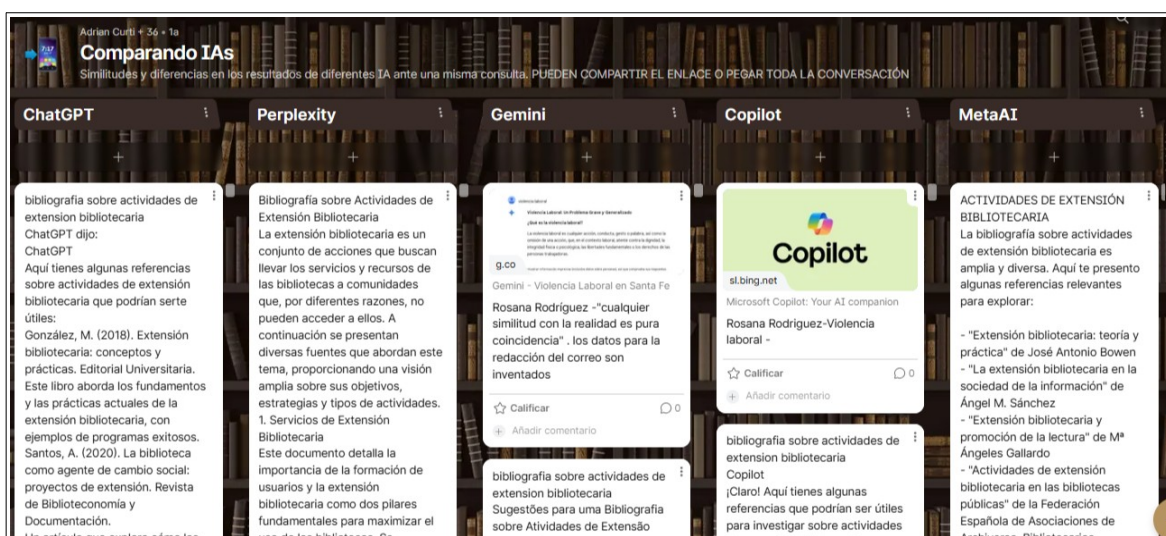 Adrian Curti + 36 • 1a
Comparando IAs
Similitudes y diferencias en los resultados de diferentes IA ante una misma consulta. PUEDEN COMPARTIR EL ENLACE O PEGAR TODA LA CONVERSACIÓN
ChatGPT
bibliografia sobre actividades de
extension bibliotecaria
ChatGPT dijo:
ChatGPT
Aquí tienes algunas referencias
sobre actividades de extensión
bibliotecaria que podrían serte
útiles:
González, M. (2018). Extensión
bibliotecaria: conceptos y
prácticas. Editorial Universitaria.
Este libro aborda los fundamentos
y las prácticas actuales de la
extensión bibliotecaria, con
ejemplos de programas exitosos.
Santos, A. (2020). La biblioteca
como agente de cambio social:
proyectos de extensión. Revista
de Biblioteconomía y
Documentación.
Perplexity
Bibliografía sobre Actividades de
Extensión Bibliotecaria
La extensión bibliotecaria es un
conjunto de acciones que buscan
llevar los servicios y recursos de
las bibliotecas a comunidades
que, por diferentes razones, no
pueden acceder a ellos. A
continuación se presentan
diversas fuentes que abordan este
tema, proporcionando una visión
amplia sobre sus objetivos,
estrategias y tipos de actividades.
1. Servicios de Extensión
Bibliotecaria
Este documento detalla la
importancia de la formación de
usuarios y la extensión
bibliotecaria como dos pilares
fundamentales para maximizar el
Gemini
violencia laboral
Violencia Laboral: Un Problema Grave y Generalizado
¿Qué es la violencia laboral?
g.co
Gemini - Violencia Laboral en Santa Fe
Rosana Rodríguez -"cualquier
similitud con la realidad es pura
coincidencia" . los datos para la
redacción del correo son
inventados
Calificar
0
Añadir comentario
bibliografia sobre actividades de
extension bibliotecaria
Sugestões para uma Bibliografia
sobre Atividades de Extensão
Copilot
Copilot
sl.bing.net
Microsoft Copilot: Your AI companion
Rosana Rodriguez-Violencia
laboral -
Calificar
0
Añadir comentario
bibliografia sobre actividades de
extension bibliotecaria
Copilot
¡Claro! Aquí tienes algunas
referencias que podrían ser útiles
para investigar sobre actividades
MetaAI
ACTIVIDADES DE EXTENSIÓN
BIBLIOTECARIA
La bibliografía sobre actividades
de extensión bibliotecaria es
amplia y diversa. Aquí te presento
algunas referencias relevantes
para explorar:
- "Extensión bibliotecaria: teoría y
práctica" de José Antonio Bowen
- "La extensión bibliotecaria en la
sociedad de la información" de
Ángel M. Sánchez
- "Extensión bibliotecaria y
promoción de la lectura" de Mª
Ángeles Gallardo
- "Actividades de extensión
bibliotecaria en las bibliotecas
públicas" de la Federación
Española de Asociaciones de